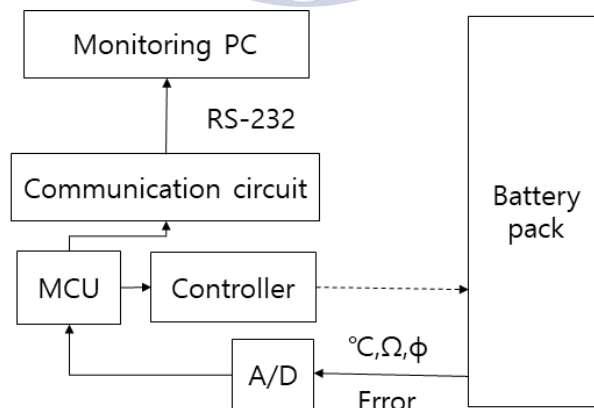 Monitoring PC
RS-232
Communication circuit
Battery
pack
MCU
Controller
℃,Ω,ϕ
A/D
Error